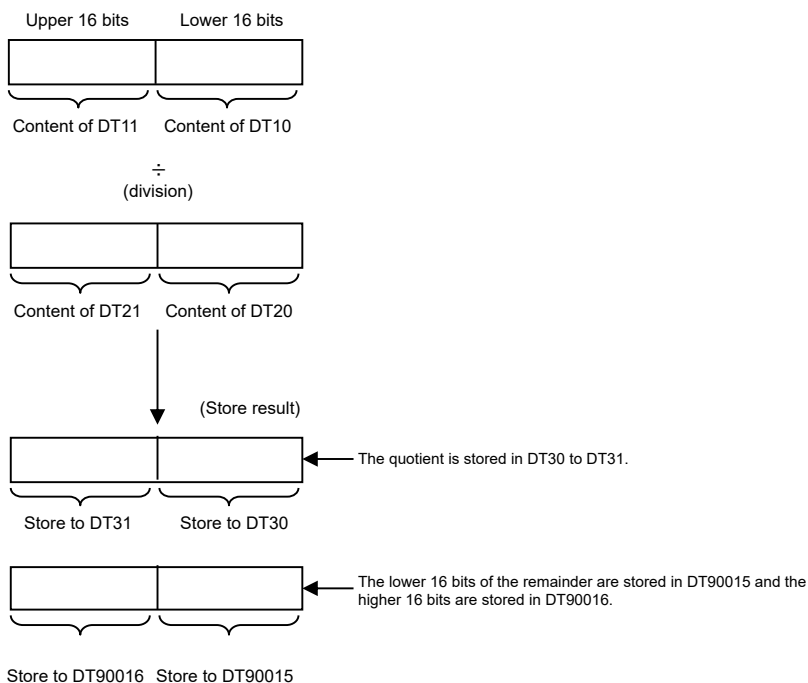 Upper 16 bits Lower 16 bits
Content of DT11 Content of DT10
÷
(division)
Content of DT21 Content of DT20
(Store result)
The quotient is stored in DT30 to DT31.
Store to DT31 Store to DT30
The lower 16 bits of the remainder are stored in DT90015 and the
higher 16 bits are stored in DT90016.
Store to DT90016 Store to DT90015